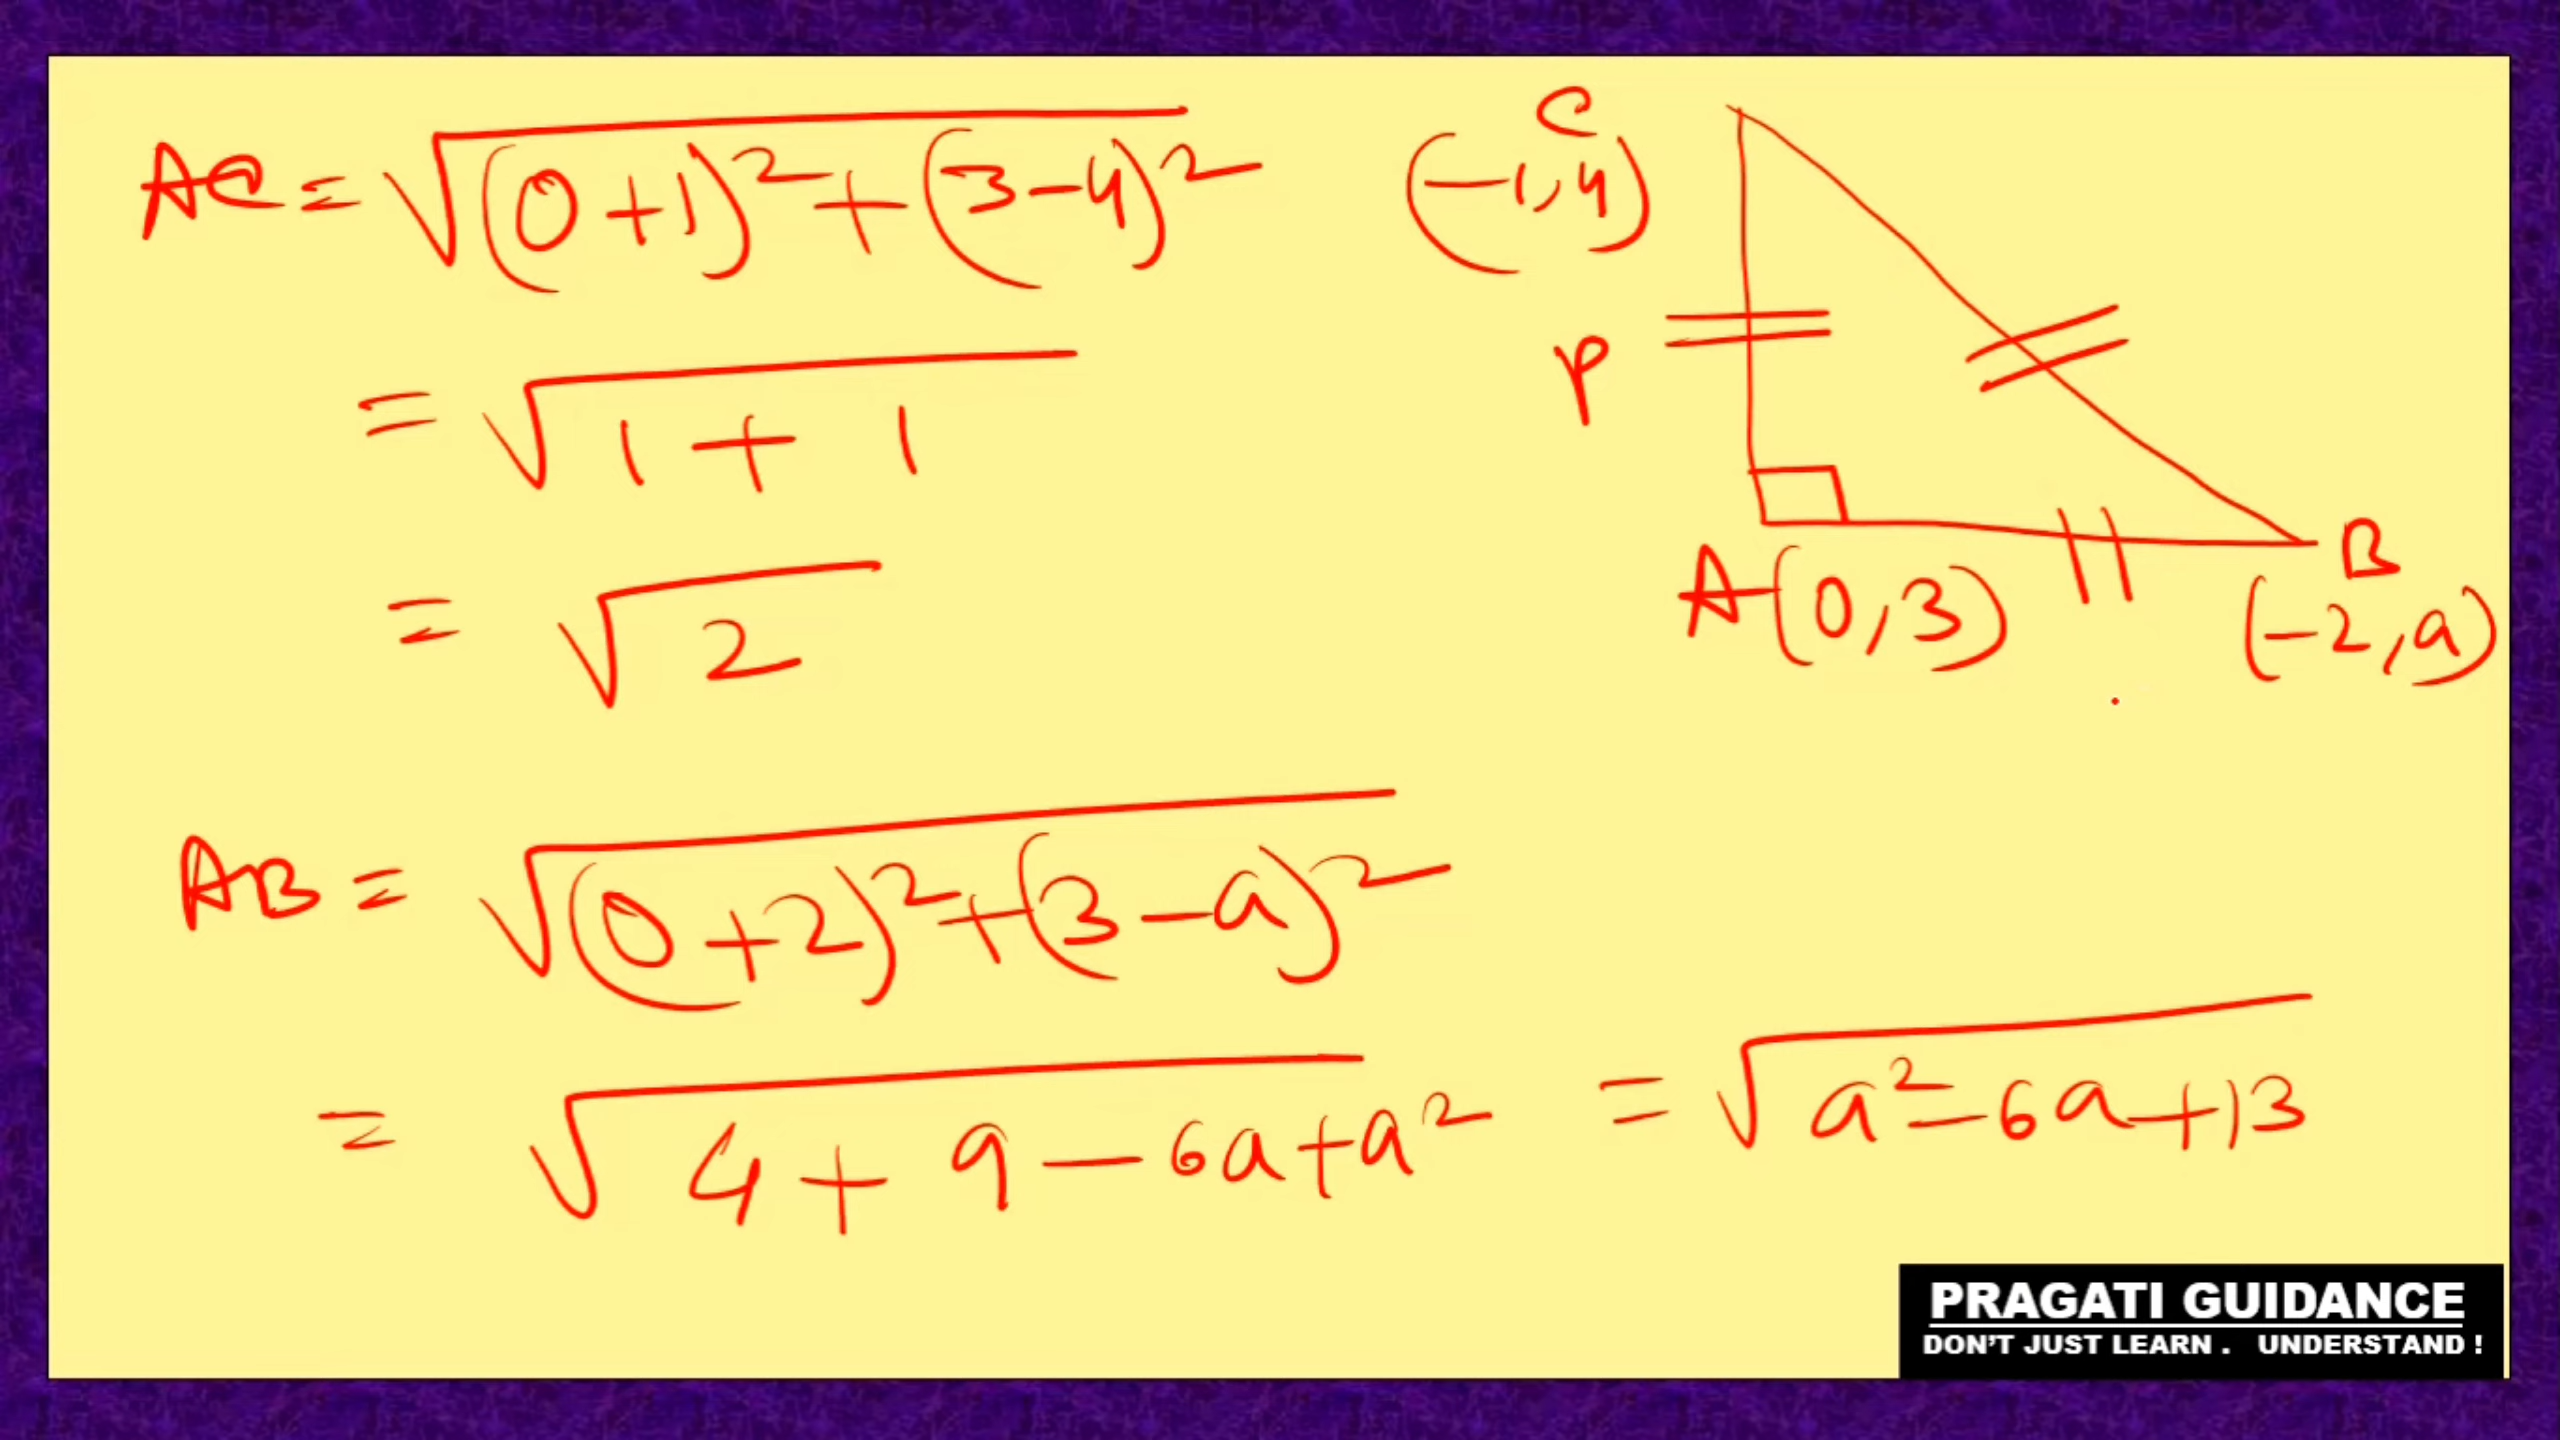 AC = √(0+1)² + (3-4)²
= √1 + 1
= √2
AB = √(0+2)² + (3-a)²
= √4 + 9 - 6a + a² = √a² - 6a + 13
C
(-1,4)
P
A(0,3)
B
(-2,a)
PRAGATI GUIDANCE
DON'T JUST LEARN . UNDERSTAND !